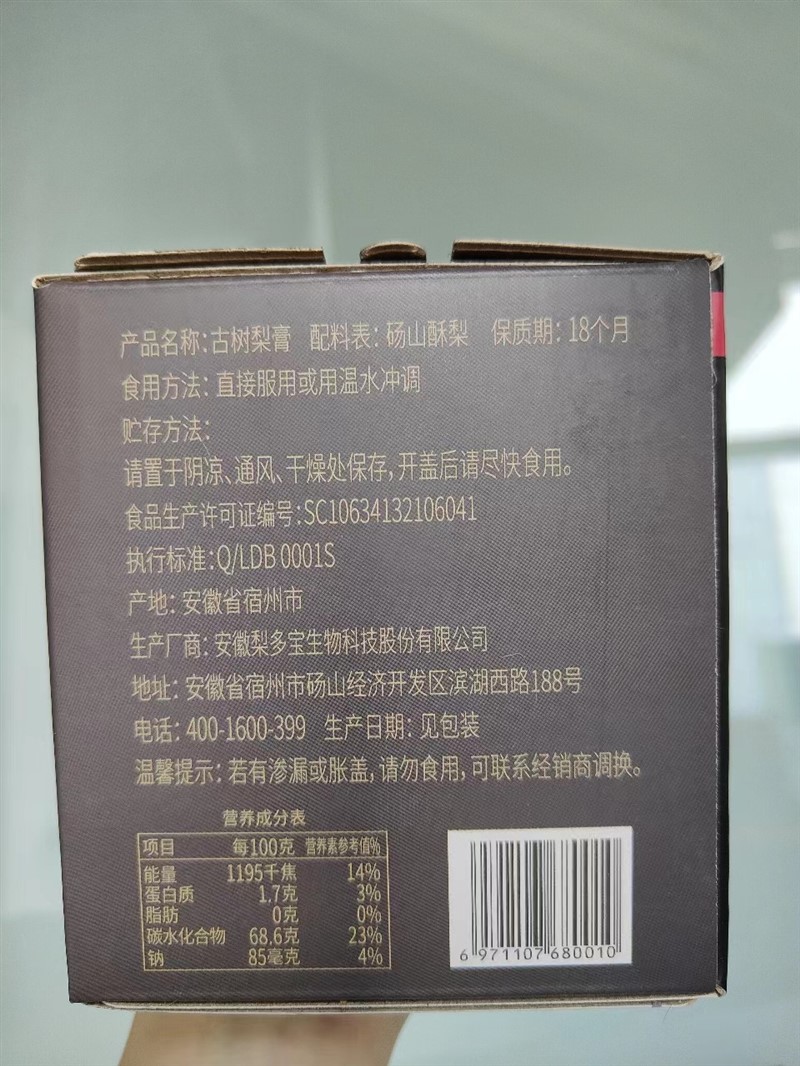 产品名称:古树梨膏 配料表:砀山酥梨 保质期:18个月
食用方法:直接服用或用温水冲调
贮存方法:
请置于阴凉、通风、干燥处保存,开盖后请尽快食用。
食品生产许可证编号:SC10634132106041
执行标准:Q/LDB 0001S
产地:安徽省宿州市
生产厂商:安徽梨多宝生物科技股份有限公司
地址:安徽省宿州市砀山经济开发区滨湖西路188号
电话:400-1600-399 生产日期:见包装
温馨提示:若有渗漏或胀盖,请勿食用,可联系经销商调换。
营养成分表
项目 每100克 营养素参考值%
能量 1195千焦 14%
蛋白质 1.7克 3%
脂肪 0克 0%
碳水化合物 68.6克 23%
钠 85毫克 4%
6 971107 680010